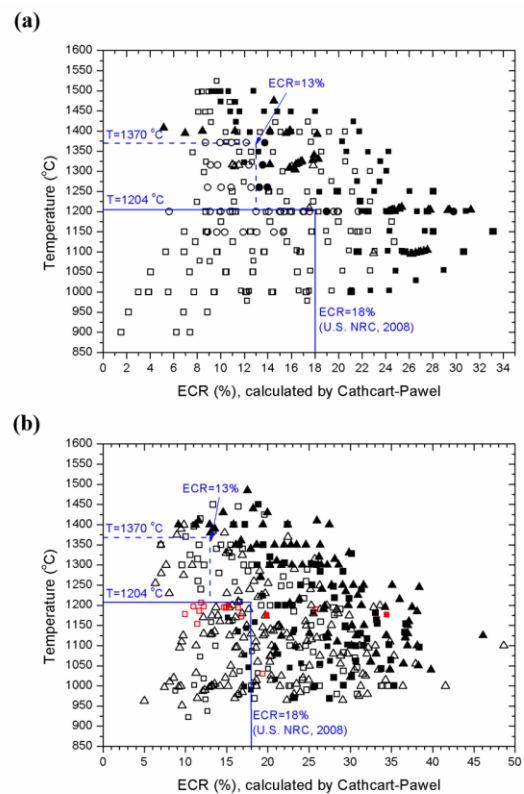 (a)
1600
1550
1500
1450
1400
1350
1300
1250
1200
1150
1100
1050
1000
950
900
850
Temperature (°C)
ECR=13%
T=1370 °C
T=1204 °C
ECR=18%
(U.S. NRC, 2008)
0 2 4 6 8 10 12 14 16 18 20 22 24 26 28 30 32 34
ECR (%), calculated by Cathcart-Pawel
(b)
1600
1550
1500
1450
1400
1350
1300
1250
1200
1150
1100
1050
1000
950
900
850
Temperature (°C)
ECR=13%
T=1370 °C
T=1204 °C
ECR=18%
(U.S. NRC, 2008)
0 5 10 15 20 25 30 35 40 45 50
ECR (%), calculated by Cathcart-Pawel